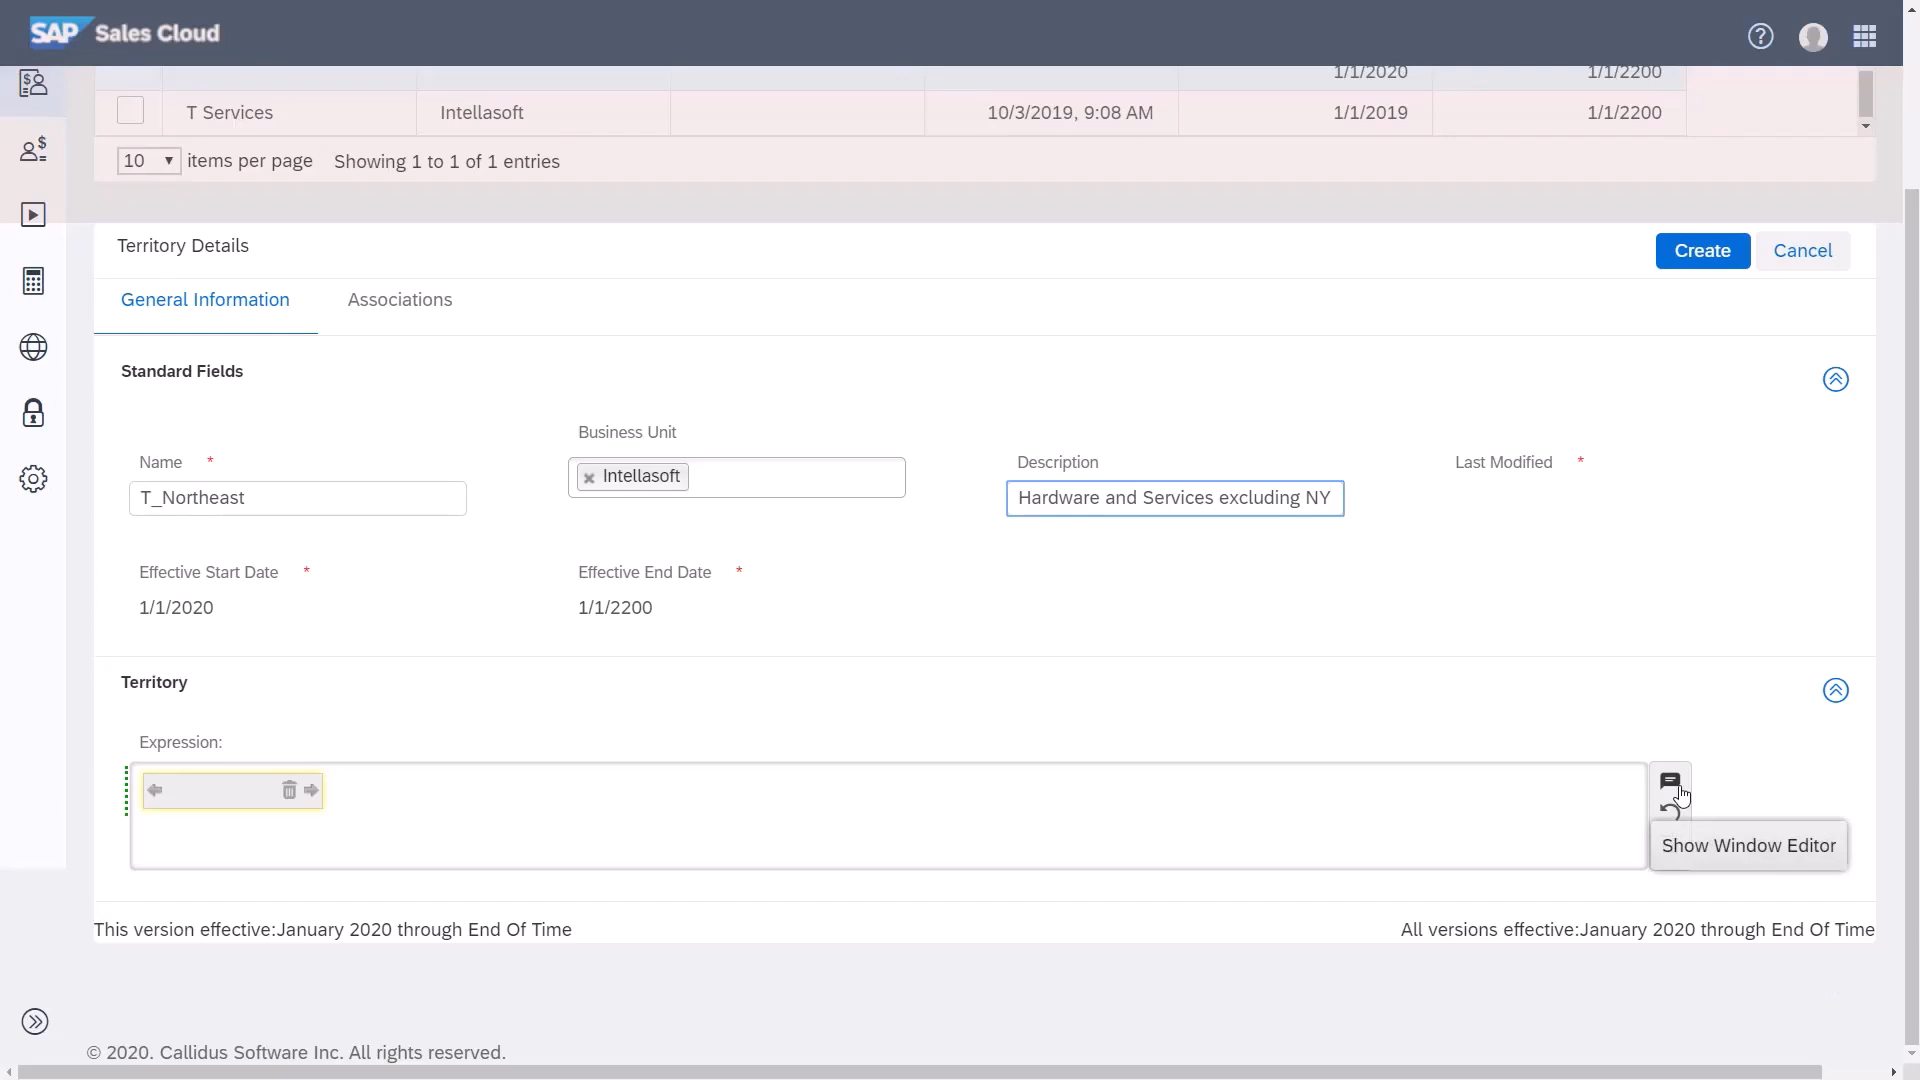 SAP Sales Cloud
1/1/2020 1/1/2200
T Services Intellasoft 10/3/2019, 9:08 AM 1/1/2019 1/1/2200
10 items per page Showing 1 to 1 of 1 entries
Territory Details Create Cancel
General Information Associations
Standard Fields
Business Unit
Name * Description Last Modified *
Intellasoft
T_Northeast Hardware and Services excluding NY
Effective Start Date * Effective End Date *
1/1/2020 1/1/2200
Territory
Expression:
Show Window Editor
This version effective:January 2020 through End Of Time All versions effective:January 2020 through End Of Time
© 2020. Callidus Software Inc. All rights reserved.